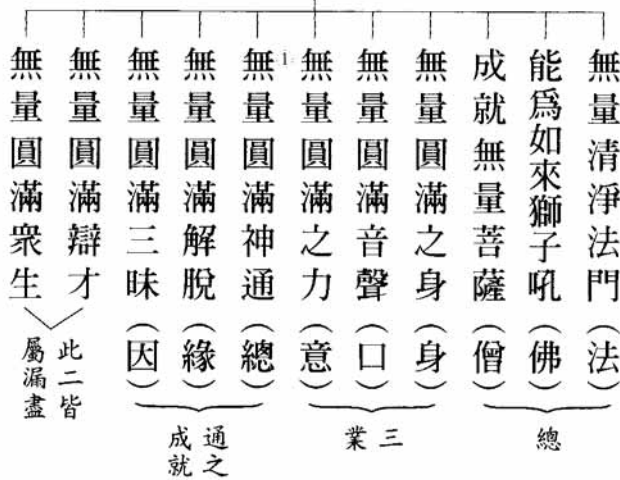 無量清淨法門（法）
能爲如來獅子吼（佛）
成就無量菩薩（僧）
總
無量圓滿之身（身）
無量圓滿音聲（口）
無量圓滿之力（意）
三業
無量圓滿神通（總）
無量圓滿解脫（緣）
無量圓滿三昧（因）
通之
成就
無量圓滿辯才
無量圓滿衆生
此二皆
屬漏盡